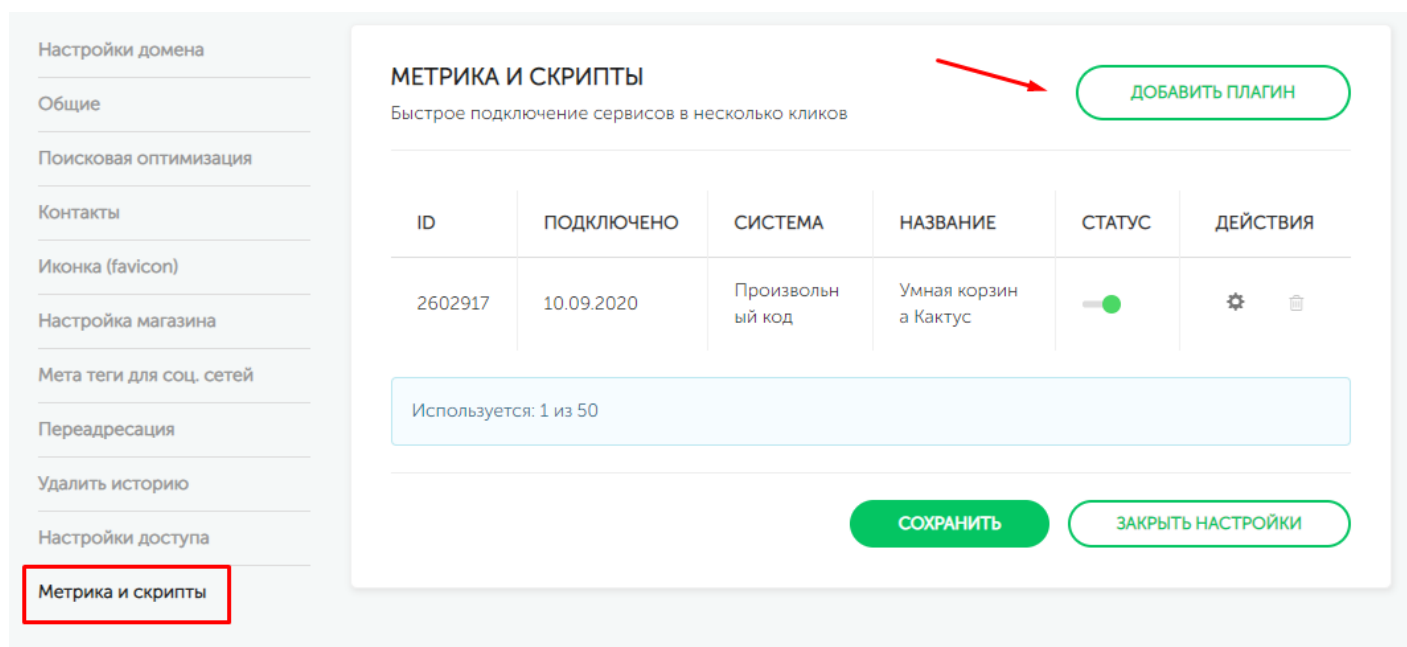 Настройки домена
Общие
Поисковая оптимизация
Контакты
Иконка (favicon)
Настройка магазина
Мета теги для соц. сетей
Переадресация
Удалить историю
Настройки доступа
Метрика и скрипты
МЕТРИКА И СКРИПТЫ
Быстрое подключение сервисов в несколько кликов
ДОБАВИТЬ ПЛАГИН
ID ПОДКЛЮЧЕНО СИСТЕМА НАЗВАНИЕ СТАТУС ДЕЙСТВИЯ
2602917 10.09.2020 Произвольн Умная корзин
ый код а Кактус
Используется: 1 из 50
СОХРАНИТЬ ЗАКРЫТЬ НАСТРОЙКИ